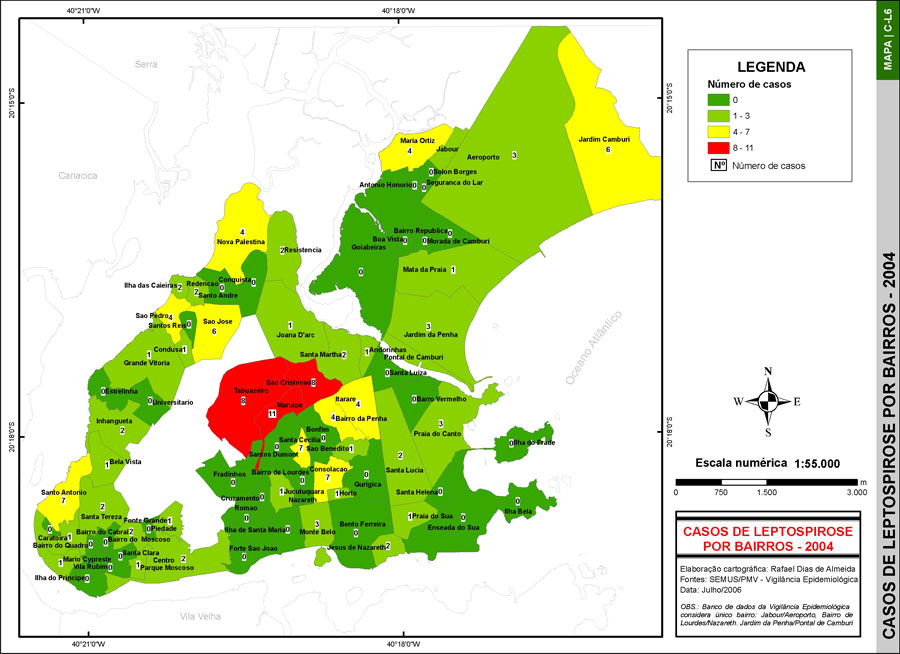 40°21'0"W
40°18'0"W
MAPA | C-L6
CASOS DE LEPTOSPIROSE POR BAIRROS - 2004
20°15'0"S
20°18'0"S
Serra
Cariacica
Vila Velha
Oceano Atlântico
Maria Ortiz
4
Jabour
Aeroporto
3
Jardim Camburi
6
0 Solon Borges
Antonio Honorio 0
0 Seguranca do Lar
Bairro Republica 0
Boa Vista 0
0 Morada de Camburi
Goiabeiras
0
Mata da Praia 1
3
Jardim da Penha
4
Nova Palestina
2 Resistencia
Ilha das Caieiras 2
Redencao
2
Conquista 0
0
Santo Andre
Sao Pedro 4
Santos Reis 0
Sao Jose
6
Condusa 1
1
Grande Vitoria
1
Joana D'arc
Santa Martha 2
1 Andorinhas
Pontal de Camburi
0 Santa Luiza
0 Estrelinha
0 Universitario
Inhangueta
2
Tabuazeiro
8
Sao Cristovao 8
Maruipe
11
Itarare
4
4
Bairro da Penha
0
Barro Vermelho
3
Praia do Canto
Bonfim
0
Santa Cecilia
0
7
Sao Benedito 1
Santos Dumont
0 Ilha do Frade
1 Bela Vista
Santo Antonio
7
Fradinhos
0
Bairro de Lourdes
0
Consolacao
7
0
Gurigica
2
Santa Lucia
Cruzamento 0
Romao
0
1 Jucutuquara
Nazareth
1 Horto
Santa Helena 0
0
Ilha Bela
2
Santa Tereza
Fonte Grande 1
0 Piedade
0
Caratoira 1
Bairro do Quadro 0
Bairro do Cabral 2
0 Bairro do
Moscoso
Ilha de Santa Maria 0
3
Monte Belo
Bento Ferreira
0
1 Praia do Sua
0
Enseada do Sua
Mario Cypreste
1
Vila Rubim 0
0 Santa Clara
Centro
2
1 Parque Moscoso
Forte Sao Joao
0
Jesus de Nazareth 2
Ilha do Principe 0
LEGENDA
Número de casos
0
1 - 3
4 - 7
8 - 11
Nº Número de casos
N
W E
S
Escala numérica 1:55.000
0 750 1.500 3.000
m
CASOS DE LEPTOSPIROSE
POR BAIRROS - 2004
Elaboração cartográfica: Rafael Dias de Almeida
Fontes: SEMUS/PMV - Vigilância Epidemiológica
Data: Julho/2006
OBS.: Banco de dados da Vigilância Epidemiológica
considera único bairro: Jabour/Aeroporto, Bairro de
Lourdes/Nazareth. Jardim da Penha/Pontal de Camburi
20°15'0"S
20°18'0"S
40°21'0"W
40°18'0"W